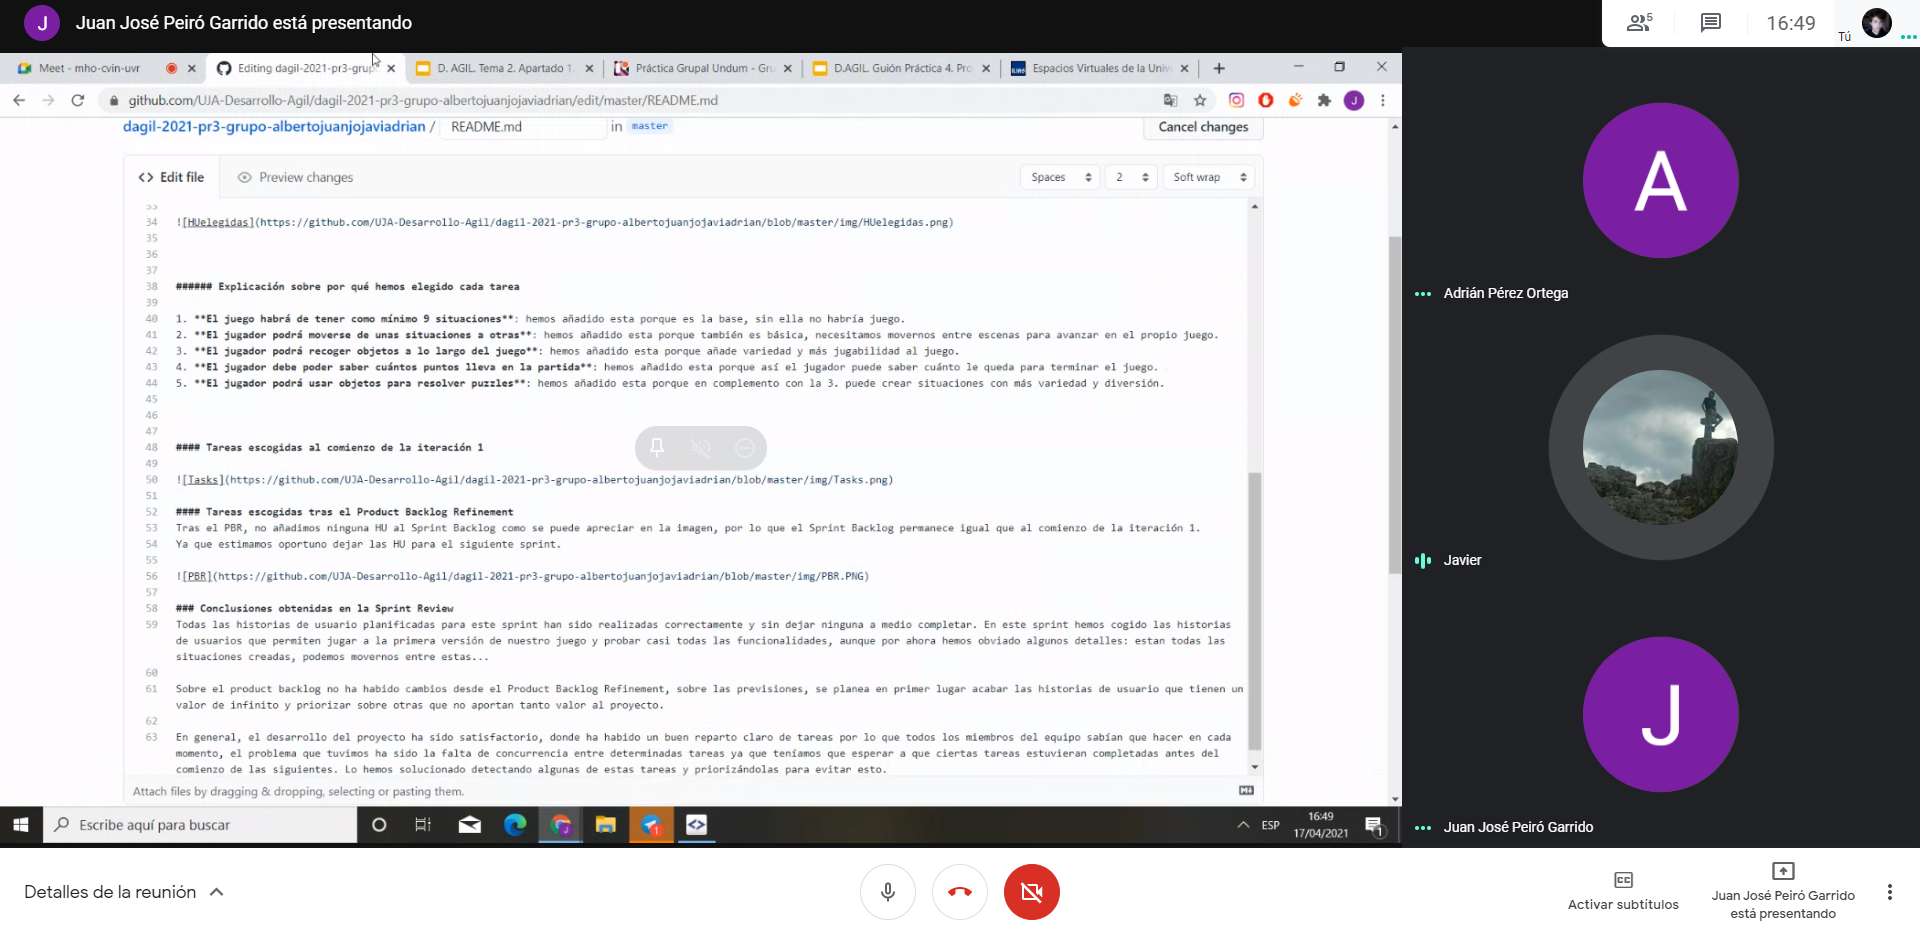 J Juan José Peiró Garrido está presentando
5
16:49
Tú
Meet - mho-cvin-uvr
Editing dagil-2021-pr3-grup
D. AGIL. Tema 2. Apartado 1.
Práctica Grupal Undum - Gru
D.AGIL. Guión Práctica 4. Pro
Espacios Virtuales de la Unive
github.com/UJA-Desarrollo-Agil/dagil-2021-pr3-grupo-albertojuanjojaviadrian/edit/master/README.md
J
dagil-2021-pr3-grupo-albertojuanjojaviadrian / README.md in master
Cancel changes
<> Edit file
Preview changes
Spaces
2
Soft wrap
33
34 ![HUelegidas](https://github.com/UJA-Desarrollo-Agil/dagil-2021-pr3-grupo-albertojuanjojaviadrian/blob/master/img/HUelegidas.png)
35
36
37
38 ###### Explicación sobre por qué hemos elegido cada tarea
39
40 1. **El juego habrá de tener como mínimo 9 situaciones**: hemos añadido esta porque es la base, sin ella no habría juego.
41 2. **El jugador podrá moverse de unas situaciones a otras**: hemos añadido esta porque también es básica, necesitamos movernos entre escenas para avanzar en el propio juego.
42 3. **El jugador podrá recoger objetos a lo largo del juego**: hemos añadido esta porque añade variedad y más jugabilidad al juego.
43 4. **El jugador debe poder saber cuántos puntos lleva en la partida**: hemos añadido esta porque así el jugador puede saber cuánto le queda para terminar el juego.
44 5. **El jugador podrá usar objetos para resolver puzzles**: hemos añadido esta porque en complemento con la 3. puede crear situaciones con más variedad y diversión.
45
46
47
48 #### Tareas escogidas al comienzo de la iteración 1
49
50 ![Tasks](https://github.com/UJA-Desarrollo-Agil/dagil-2021-pr3-grupo-albertojuanjojaviadrian/blob/master/img/Tasks.png)
51
52 #### Tareas escogidas tras el Product Backlog Refinement
53 Tras el PBR, no añadimos ninguna HU al Sprint Backlog como se puede apreciar en la imagen, por lo que el Sprint Backlog permanece igual que al comienzo de la iteración 1.
54 Ya que estimamos oportuno dejar las HU para el siguiente sprint.
55
56 ![PBR](https://github.com/UJA-Desarrollo-Agil/dagil-2021-pr3-grupo-albertojuanjojaviadrian/blob/master/img/PBR.PNG)
57
58 ### Conclusiones obtenidas en la Sprint Review
59 Todas las historias de usuario planificadas para este sprint han sido realizadas correctamente y sin dejar ninguna a medio completar. En este sprint hemos cogido las historias
de usuarios que permiten jugar a la primera versión de nuestro juego y probar casi todas las funcionalidades, aunque por ahora hemos obviado algunos detalles: estan todas las
situaciones creadas, podemos movernos entre estas...
60
61 Sobre el product backlog no ha habido cambios desde el Product Backlog Refinement, sobre las previsiones, se planea en primer lugar acabar las historias de usuario que tienen un
valor de infinito y priorizar sobre otras que no aportan tanto valor al proyecto.
62
63 En general, el desarrollo del proyecto ha sido satisfactorio, donde ha habido un buen reparto claro de tareas por lo que todos los miembros del equipo sabían que hacer en cada
momento, el problema que tuvimos ha sido la falta de concurrencia entre determinadas tareas ya que teníamos que esperar a que ciertas tareas estuvieran completadas antes del
comienzo de las siguientes. Lo hemos solucionado detectando algunas de estas tareas y priorizándolas para evitar esto.
Attach files by dragging & dropping, selecting or pasting them.
Escribe aquí para buscar
ESP
16:49
17/04/2021
1
A
Adrián Pérez Ortega
Javier
J
Juan José Peiró Garrido
Detalles de la reunión
Activar subtítulos
Juan José Peiró Garrido
está presentando